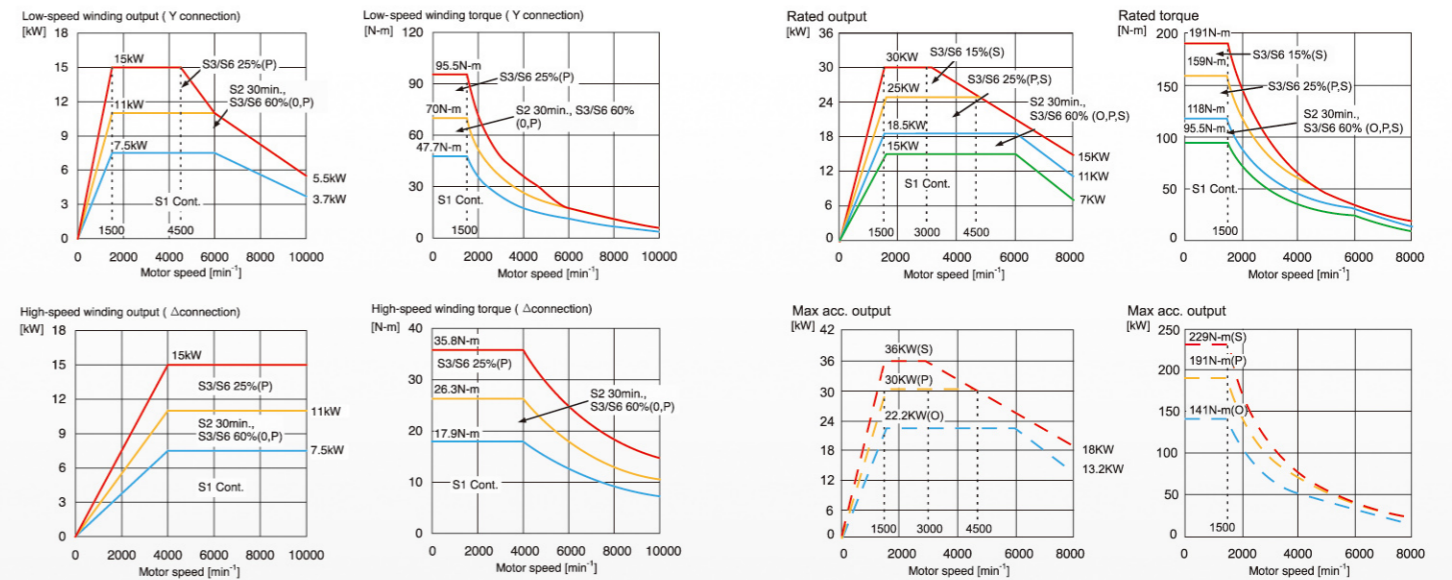 Low-speed winding output (Y connection)
[kW]
18
15
12
9
6
3
0
15kW
11kW
7.5kW
S3/S6 25%(P)
S2 30min.,
S3/S6 60%(0,P)
S1 Cont.
5.5kW
3.7kW
1500
4500
0
2000
4000
6000
8000
10000
Motor speed [min-1]
Low-speed winding torque ( Y connection)
[N-m]
120
90
60
30
0
95.5N-m
70N-m
47.7N-m
S3/S6 25%(P)
S2 30min., S3/S6 60%
(0,P)
S1 Cont.
1500
0
2000
4000
6000
8000
10000
Motor speed [min-1]
Rated output
[kW]
36
30
24
18
12
6
0
30KW
25KW
18.5KW
15KW
S3/S6 15%(S)
S3/S6 25%(P,S)
S2 30min.,
S3/S6 60% (O,P,S)
S1 Cont.
15KW
11KW
7KW
1500
3000
4500
0
2000
4000
6000
8000
Motor speed [min-1]
Rated torque
[N-m]
200
150
100
50
0
191N-m
159N-m
118N-m
95.5N-m
S3/S6 15%(S)
S3/S6 25%(P,S)
S2 30min.,
S3/S6 60% (O,P,S)
S1 Cont.
1500
0
2000
4000
6000
8000
Motor speed [min-1]
High-speed winding output ( Δconnection)
[kW]
18
15
12
9
6
3
0
15kW
S3/S6 25%(P)
11kW
S2 30min.,
S3/S6 60%(0,P)
7.5kW
S1 Cont.
0
2000
4000
6000
8000
10000
Motor speed [min-1]
High-speed winding torque ( Δconnection)
[N-m]
40
30
20
10
0
35.8N-m
S3/S6 25%(P)
26.3N-m
S2 30min.,
S3/S6 60%(0,P)
17.9N-m
S1 Cont.
0
2000
4000
6000
8000
10000
Motor speed [min-1]
Max acc. output
[kW]
42
36
30
24
18
12
6
0
36KW(S)
30KW(P)
22.2KW(O)
18KW
13.2KW
1500
3000
4500
0
2000
4000
6000
8000
Motor speed [min-1]
Max acc. output
[kW]
250
200
150
100
50
0
229N-m(S)
191N-m(P)
141N-m(O)
1500
0
2000
4000
6000
8000
Motor speed [min-1]